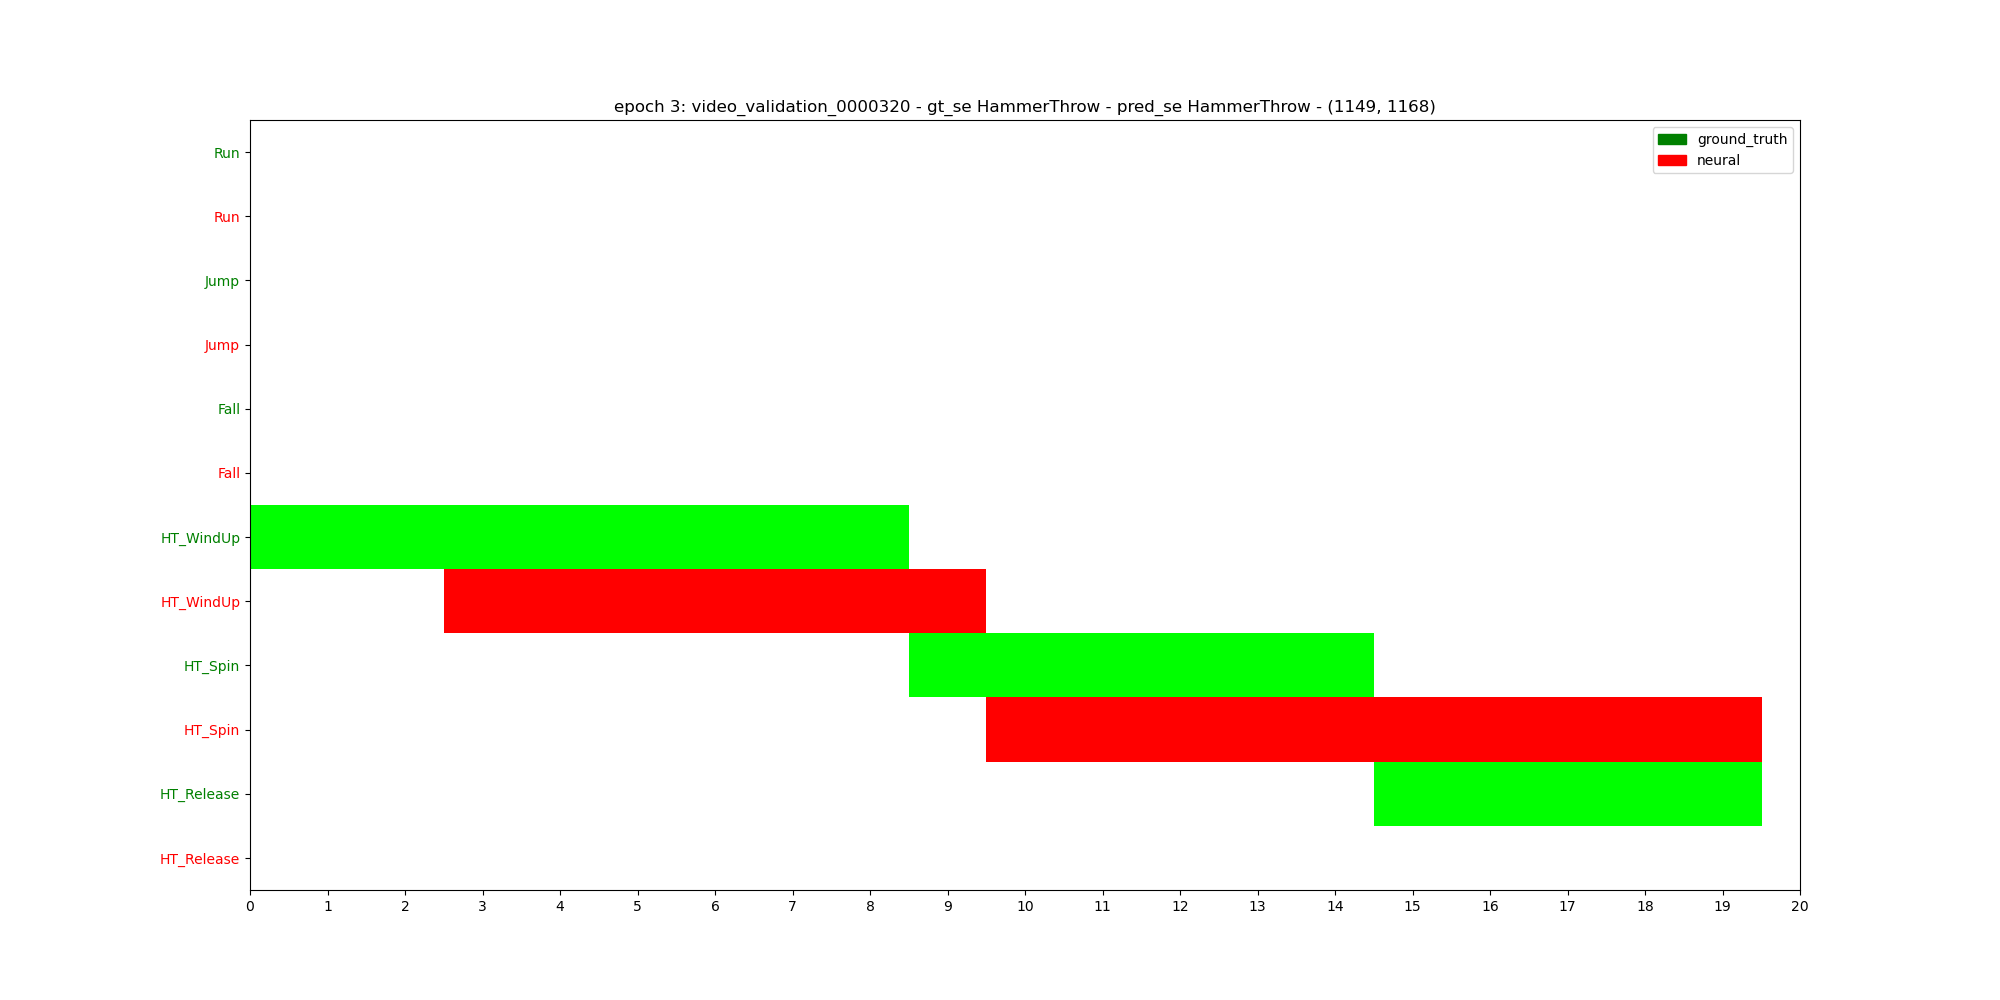 epoch 3: video_validation_0000320 - gt_se HammerThrow - pred_se HammerThrow - (1149, 1168)
ground_truth
neural
Run
Run
Jump
Jump
Fall
Fall
HT_WindUp
HT_WindUp
HT_Spin
HT_Spin
HT_Release
HT_Release
0 1 2 3 4 5 6 7 8 9 10 11 12 13 14 15 16 17 18 19 20